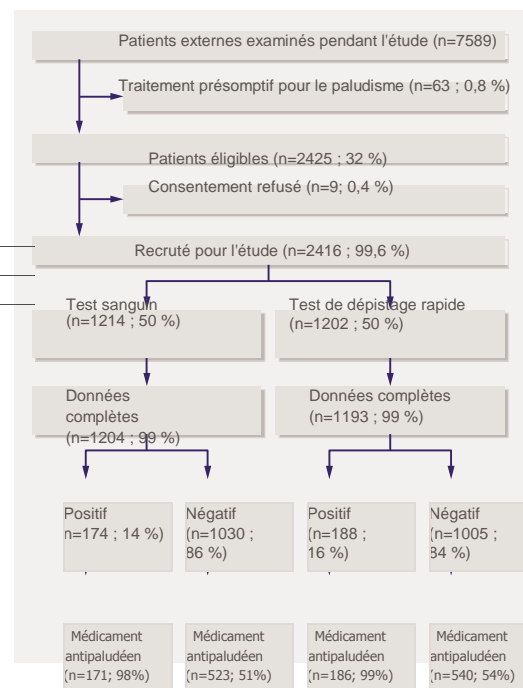 Patients externes examinés pendant l'étude (n=7589)
Traitement présomptif pour le paludisme (n=63 ; 0,8 %)
Patients éligibles (n=2425 ; 32 %)
Consentement refusé (n=9; 0,4 %)
Recruté pour l'étude (n=2416 ; 99,6 %)
Test sanguin
(n=1214 ; 50 %)
Test de dépistage rapide
(n=1202 ; 50 %)
Données
complètes
(n=1204 ; 99 %)
Données complètes
(n=1193 ; 99 %)
Positif
n=174 ; 14 %)
Négatif
(n=1030 ;
86 %)
Positif
(n=188 ;
16 %)
Négatif
(n=1005 ;
84 %)
Médicament
antipaludéen
(n=171; 98%)
Médicament
antipaludéen
(n=523; 51%)
Médicament
antipaludéen
(n=186; 99%)
Médicament
antipaludéen
(n=540; 54%)